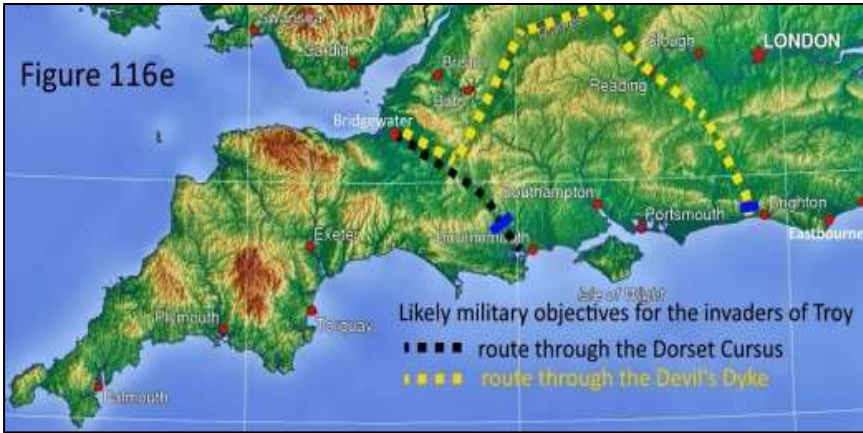 Swansea
Cardiff
Slough
LONDON
Figure 116e
Bristol
Bath
Reading
Bridgewater
Southampton
Brighton
Portsmouth
Exeter
Bournemouth
Eastbourne
Isle of Wight
Likely military objectives for the invaders of Troy
Plymouth
Torquay
route through the Dorset Cursus
route through the Devil's Dyke
Falmouth